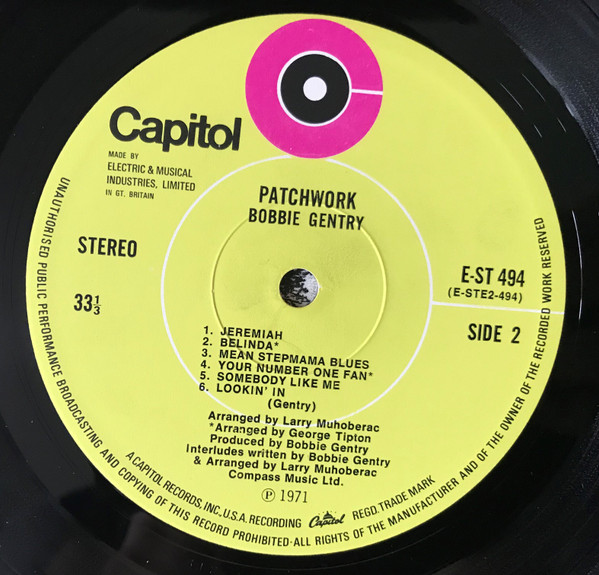 Capitol
MADE BY
ELECTRIC & MUSICAL
INDUSTRIES, LIMITED
IN GT. BRITAIN
PATCHWORK
BOBBIE GENTRY
STEREO
33⅓
E-ST 494
(E-STE2-494)
SIDE 2
1. JEREMIAH
2. BELINDA*
3. MEAN STEPMAMA BLUES
4. YOUR NUMBER ONE FAN*
5. SOMEBODY LIKE ME
6. LOOKIN' IN
(Gentry)
Arranged by Larry Muhoberac
*Arranged by George Tipton
Produced by Bobbie Gentry
Interludes written by Bobbie Gentry
& Arranged by Larry Muhoberac
Compass Music Ltd.
Ⓟ 1971
A CAPITOL RECORDS, INC., U.S.A. RECORDING Capitol REGD. TRADE MARK
UNAUTHORISED PUBLIC PERFORMANCE BROADCASTING AND COPYING OF THIS RECORD PROHIBITED·ALL RIGHTS OF THE MANUFACTURER AND OF THE OWNER OF THE RECORDED WORK RESERVED